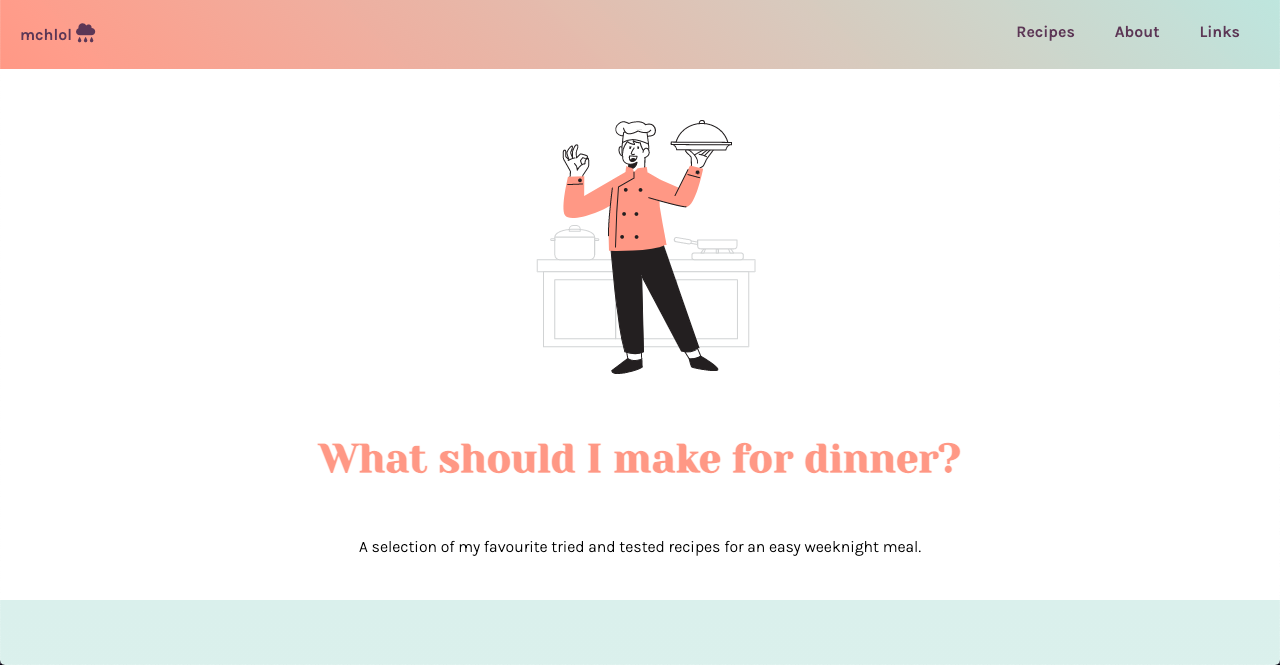 mchlol
Recipes About Links
What should I make for dinner?
A selection of my favourite tried and tested recipes for an easy weeknight meal.